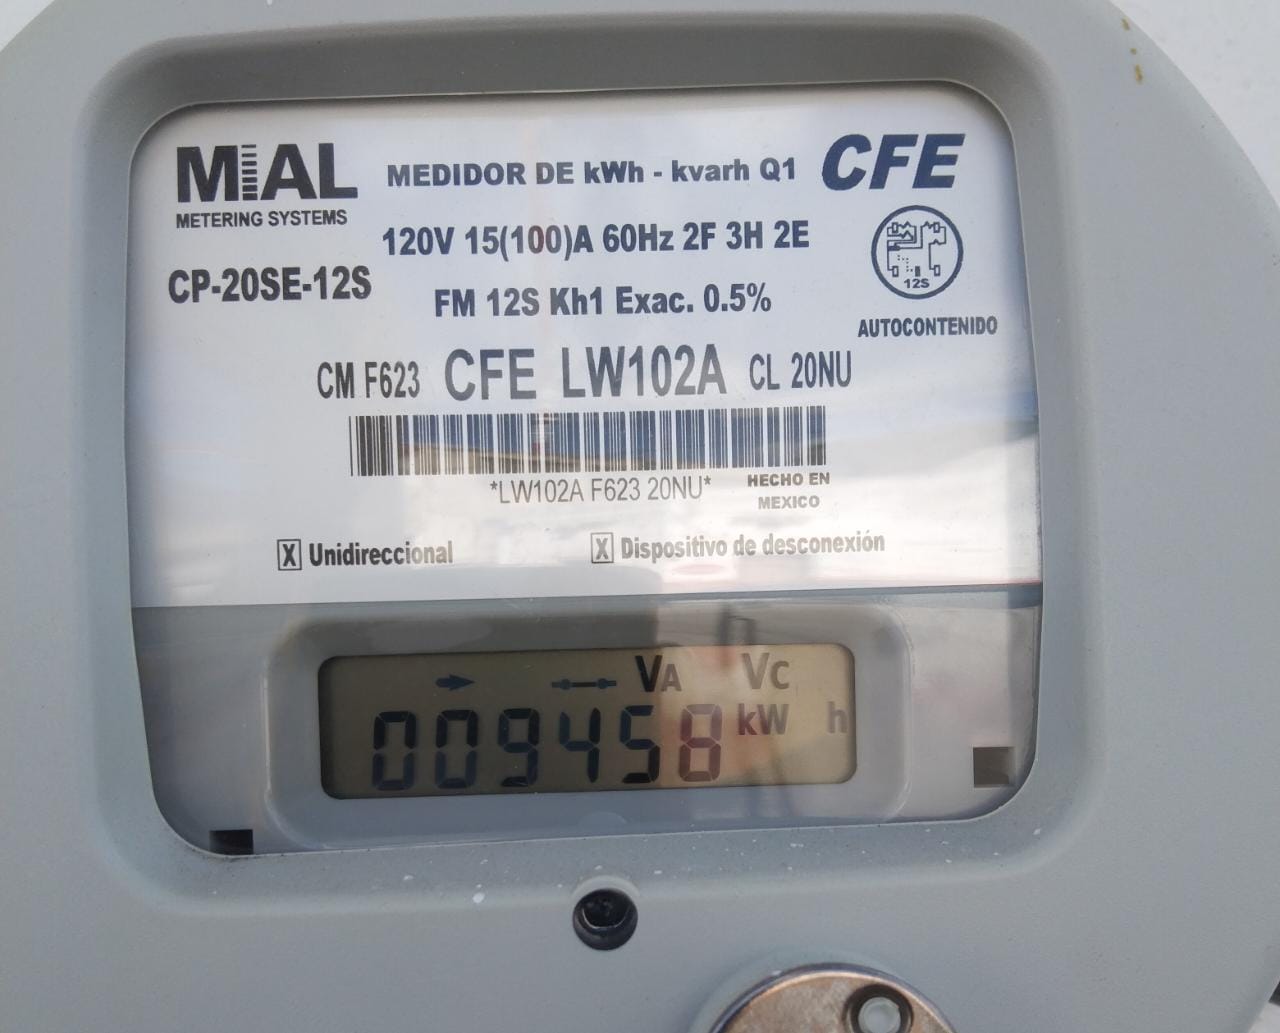 MIAL
METERING SYSTEMS
MEDIDOR DE kWh - kvarh Q1
CFE
120V 15(100)A 60Hz 2F 3H 2E
CP-20SE-12S
FM 12S Kh1 Exac. 0.5%
12S
AUTOCONTENIDO
CM F623 CFE LW102A CL 20NU
*LW102A F623 20NU*
HECHO EN
MEXICO
X Unidireccional
X Dispositivo de desconexión
VA VC
009458 kW h